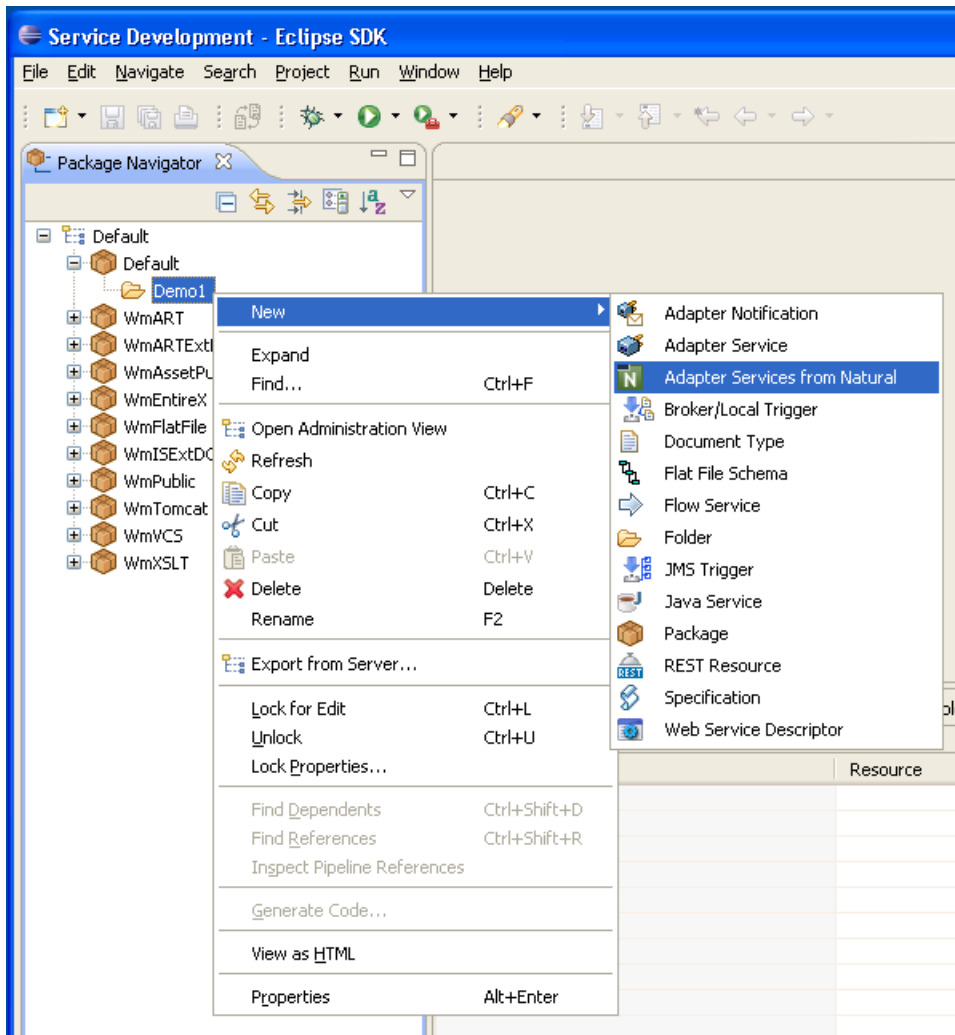 Service Development - Eclipse SDK
File Edit Navigate Search Project Run Window Help
Package Navigator
Default
Default
Demo1
WmART
WmARTExt
WmAssetPu
WmEntireX
WmFlatFile
WmISExtDC
WmPublic
WmTomcat
WmVCS
WmXSLT
New
Expand
Find... Ctrl+F
Open Administration View
Refresh
Copy Ctrl+C
Cut Ctrl+X
Paste Ctrl+V
Delete Delete
Rename F2
Export from Server...
Lock for Edit Ctrl+L
Unlock Ctrl+U
Lock Properties...
Find Dependents Ctrl+Shift+D
Find References Ctrl+Shift+R
Inspect Pipeline References
Generate Code...
View as HTML
Properties Alt+Enter
Adapter Notification
Adapter Service
N Adapter Services from Natural
Broker/Local Trigger
Document Type
Flat File Schema
Flow Service
Folder
JMS Trigger
Java Service
Package
REST REST Resource
Specification
Web Service Descriptor
Resource